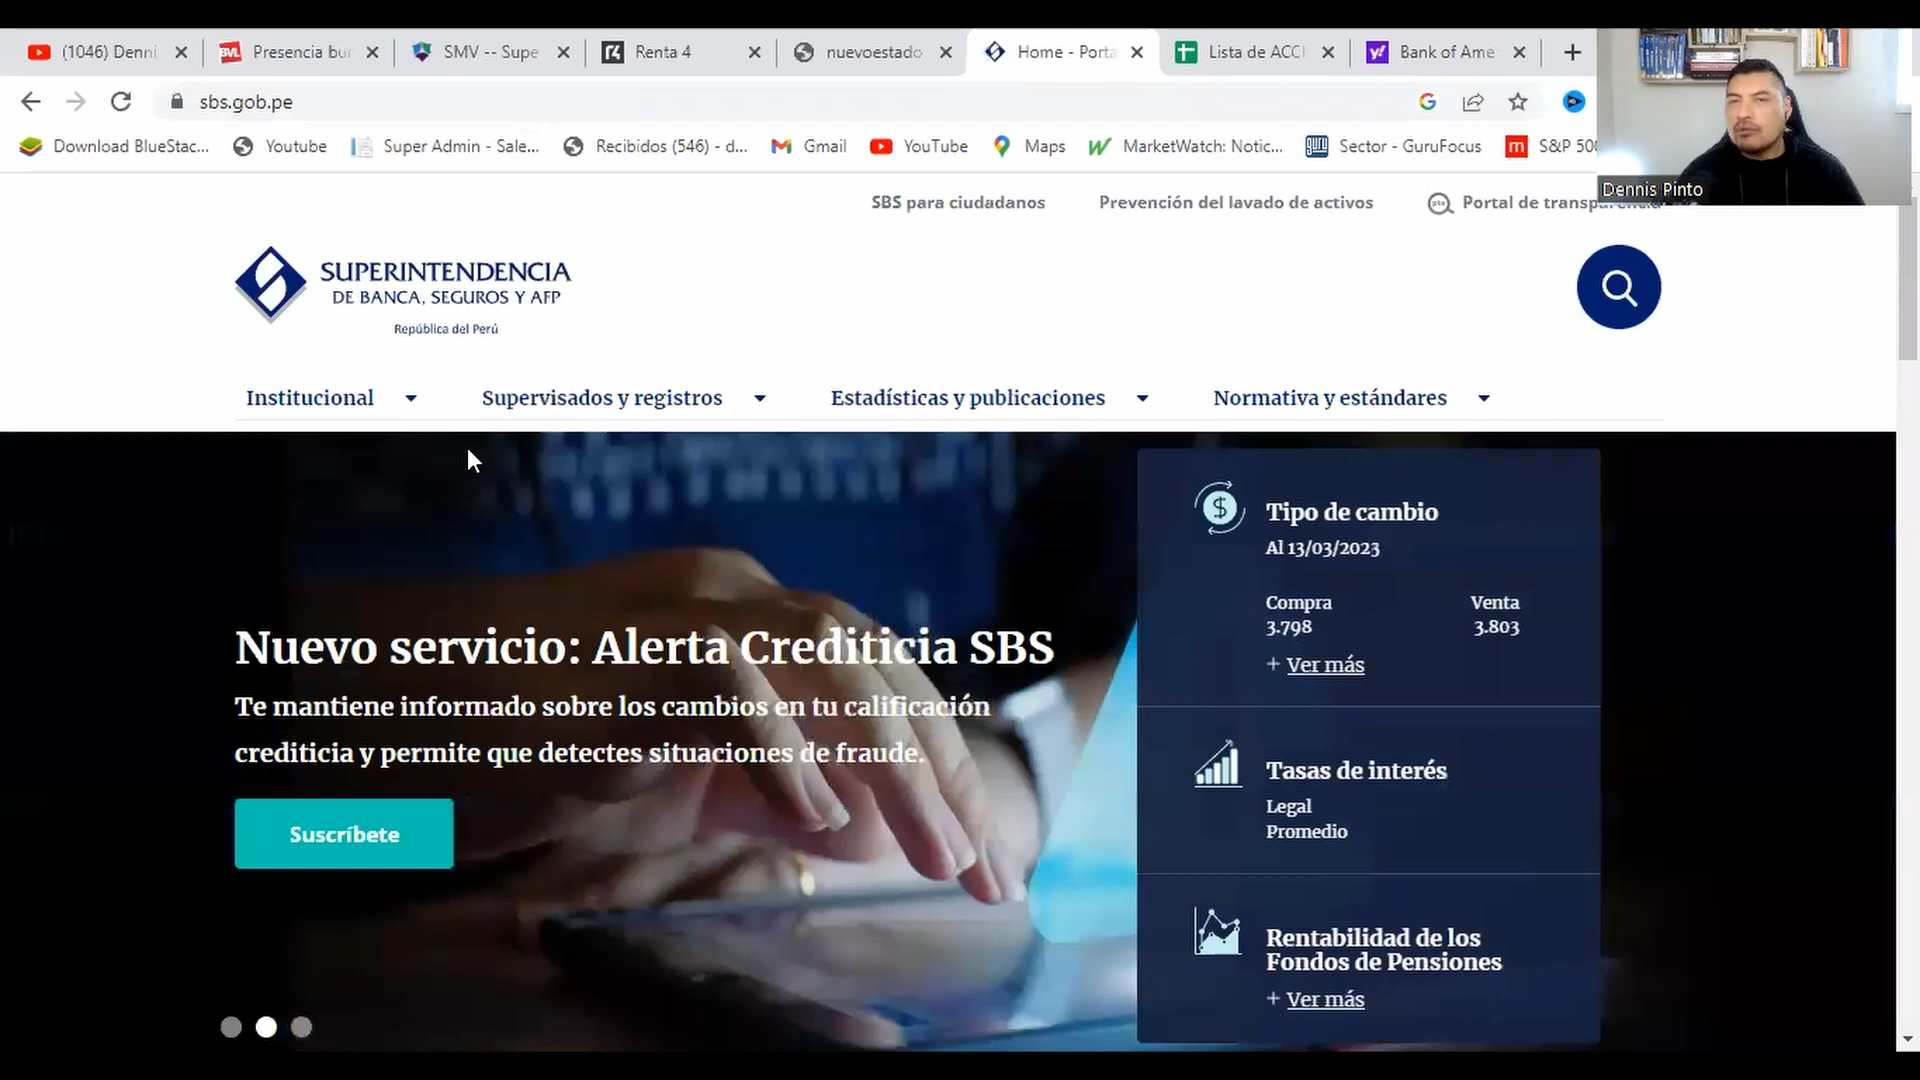 (1046) Denni
Presencia bur
SMV -- Supe
Renta 4
nuevoestado
Home - Porta
Lista de ACCI
Bank of Ame
sbs.gob.pe
Download BlueStac...
Youtube
Super Admin - Sale...
Recibidos (546) - d...
Gmail
YouTube
Maps
MarketWatch: Notic...
Sector - GuruFocus
S&P 500
Dennis Pinto
SBS para ciudadanos
Prevención del lavado de activos
Portal de transparencia
SUPERINTENDENCIA
DE BANCA, SEGUROS Y AFP
República del Perú
Institucional
Supervisados y registros
Estadísticas y publicaciones
Normativa y estándares
Nuevo servicio: Alerta Crediticia SBS
Te mantiene informado sobre los cambios en tu calificación
crediticia y permite que detectes situaciones de fraude.
Suscríbete
Tipo de cambio
Al 13/03/2023
Compra Venta
3.798 3.803
+ Ver más
Tasas de interés
Legal
Promedio
Rentabilidad de los
Fondos de Pensiones
+ Ver más